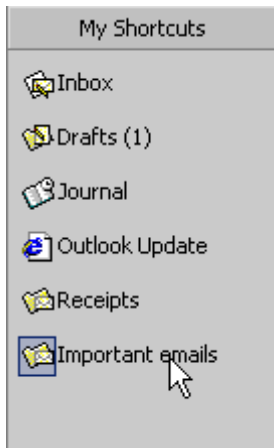 My Shortcuts
Inbox
Drafts (1)
Journal
Outlook Update
Receipts
Important emails